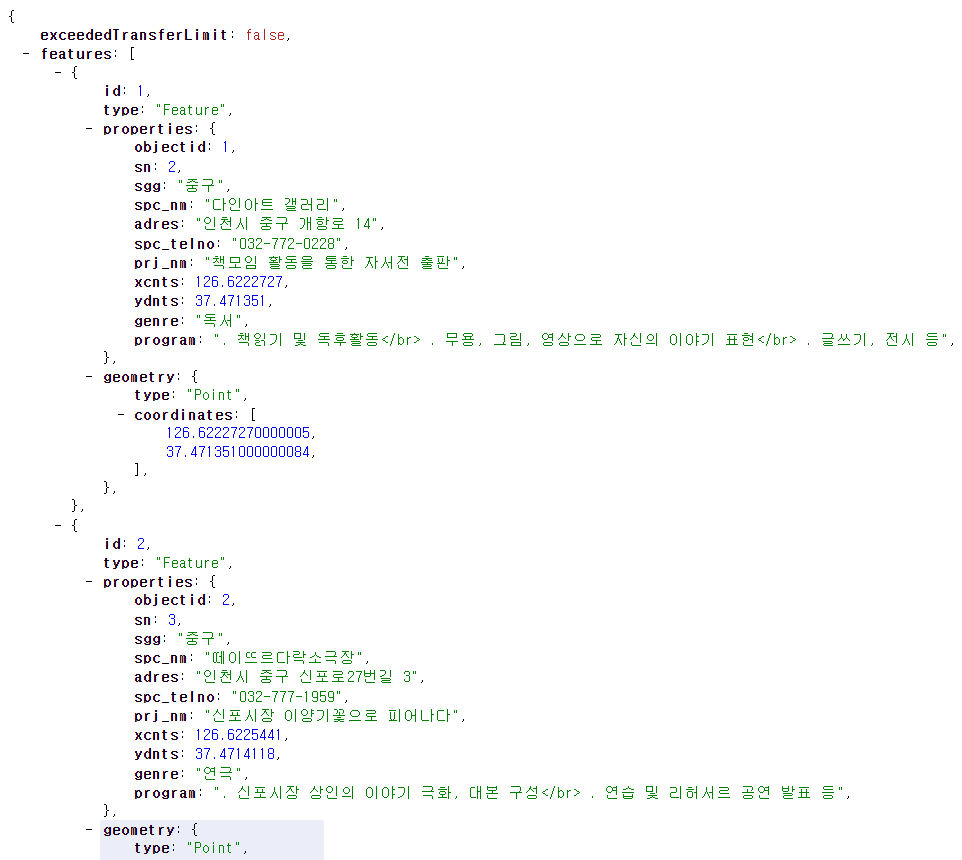 {
exceededTransferLimit: false,
- features: [
- {
id: 1,
type: "Feature",
- properties: {
objectid: 1,
sn: 2,
sgg: "중구",
spc_nm: "다인아트 갤러리",
adres: "인천시 중구 개항로 14",
spc_telno: "032-772-0228",
prj_nm: "책모임 활동을 통한 자서전 출판",
xcnts: 126.6222727,
ydnts: 37.471351,
genre: "독서",
program: ". 책읽기 및 독후활동</br> . 무용, 그림, 영상으로 자신의 이야기 표현</br> . 글쓰기, 전시 등",
},
- geometry: {
type: "Point",
- coordinates: [
126.62227270000005,
37.471351000000084,
],
},
},
- {
id: 2,
type: "Feature",
- properties: {
objectid: 2,
sn: 3,
sgg: "중구",
spc_nm: "떼이뜨르다락소극장",
adres: "인천시 중구 신포로27번길 3",
spc_telno: "032-777-1959",
prj_nm: "신포시장 이양기꽃으로 피어나다",
xcnts: 126.6225441,
ydnts: 37.4714118,
genre: "연극",
program: ". 신포시장 상인의 이야기 극화, 대본 구성</br> . 연습 및 리허서르 공연 발표 등",
},
- geometry: {
type: "Point",